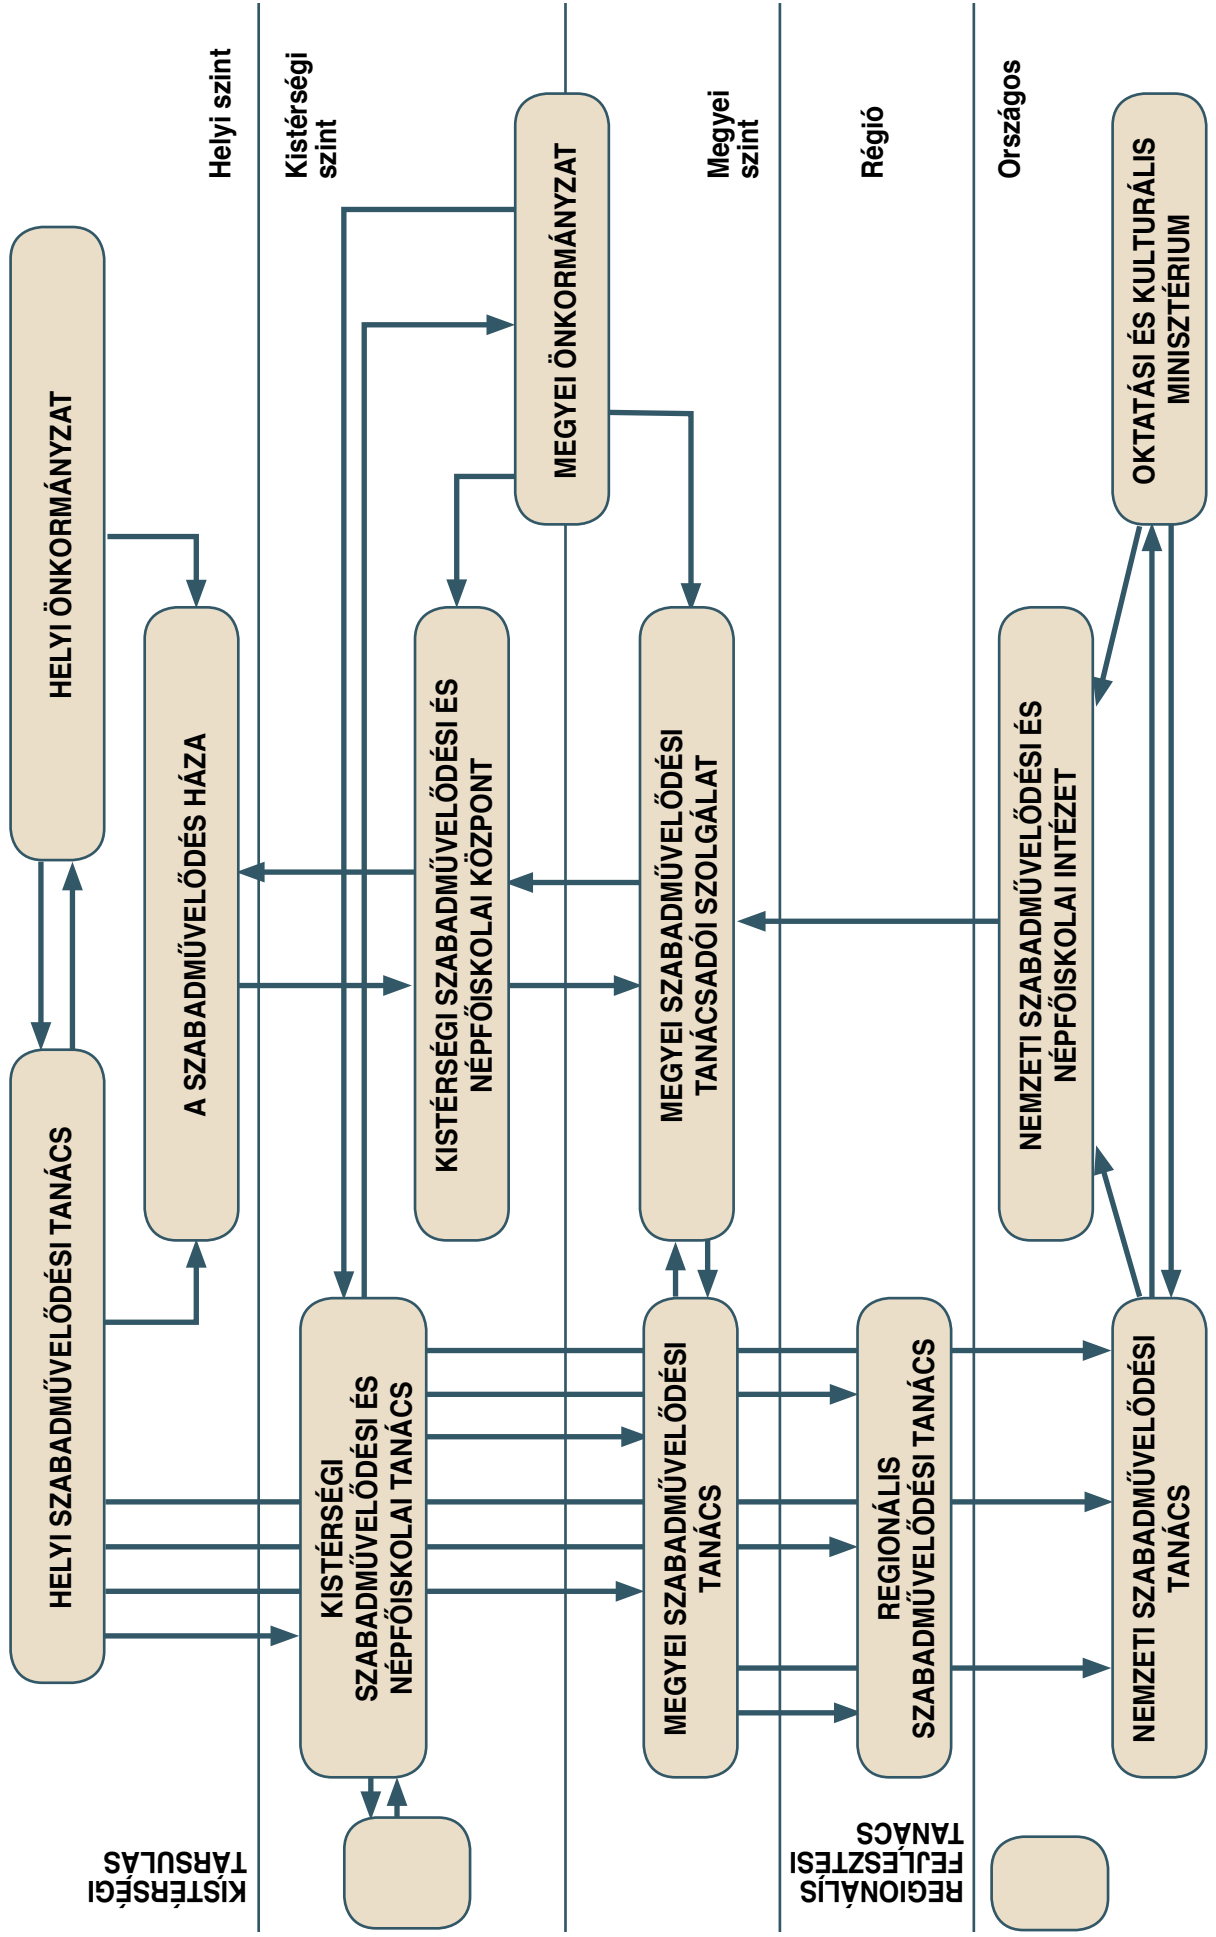 Helyi szint
Kistérségi
szint
Megyei
szint
Régió
Országos
HELYI ÖNKORMÁNYZAT
MEGYEI ÖNKORMÁNYZAT
OKTATÁSI ÉS KULTURÁLIS
MINISZTÉRIUM
A SZABADMŰVELŐDÉS HÁZA
KISTÉRSÉGI SZABADMŰVELŐDÉSI ÉS
NÉPFŐISKOLAI KÖZPONT
MEGYEI SZABADMŰVELŐDÉSI
TANÁCSADÓI SZOLGÁLAT
NEMZETI SZABADMŰVELŐDÉSI ÉS
NÉPFŐISKOLAI INTÉZET
HELYI SZABADMŰVELŐDÉSI TANÁCS
KISTÉRSÉGI
SZABADMŰVELŐDÉSI ÉS
NÉPFŐISKOLAI TANÁCS
MEGYEI SZABADMŰVELŐDÉSI
TANÁCS
REGIONÁLIS
SZABADMŰVELŐDÉSI TANÁCS
NEMZETI SZABADMŰVELŐDÉSI
TANÁCS
KISTÉRSÉGI
TÁRSULÁS
REGIONÁLIS
FEJLESZTÉSI
TANÁCS